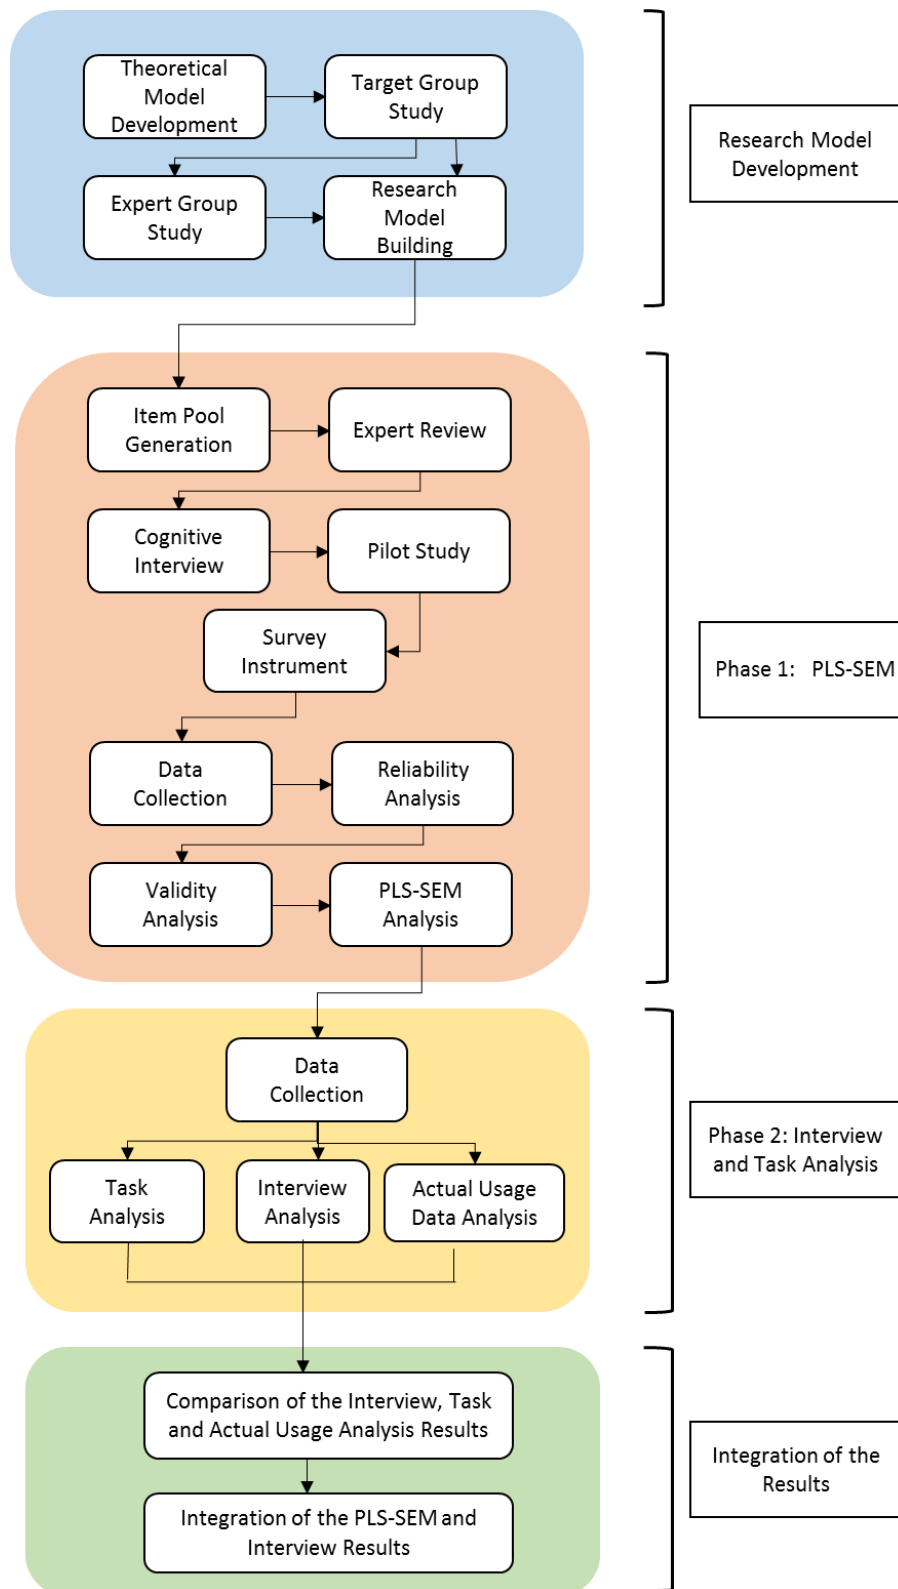 Theoretical
Model
Development
Target Group
Study
Expert Group
Study
Research
Model
Building
Research Model
Development
Item Pool
Generation
Expert Review
Cognitive
Interview
Pilot Study
Survey
Instrument
Data
Collection
Reliability
Analysis
Validity
Analysis
PLS-SEM
Analysis
Phase 1: PLS-SEM
Data
Collection
Task
Analysis
Interview
Analysis
Actual Usage
Data Analysis
Phase 2: Interview
and Task Analysis
Comparison of the Interview, Task
and Actual Usage Analysis Results
Integration of the PLS-SEM and
Interview Results
Integration of the
Results